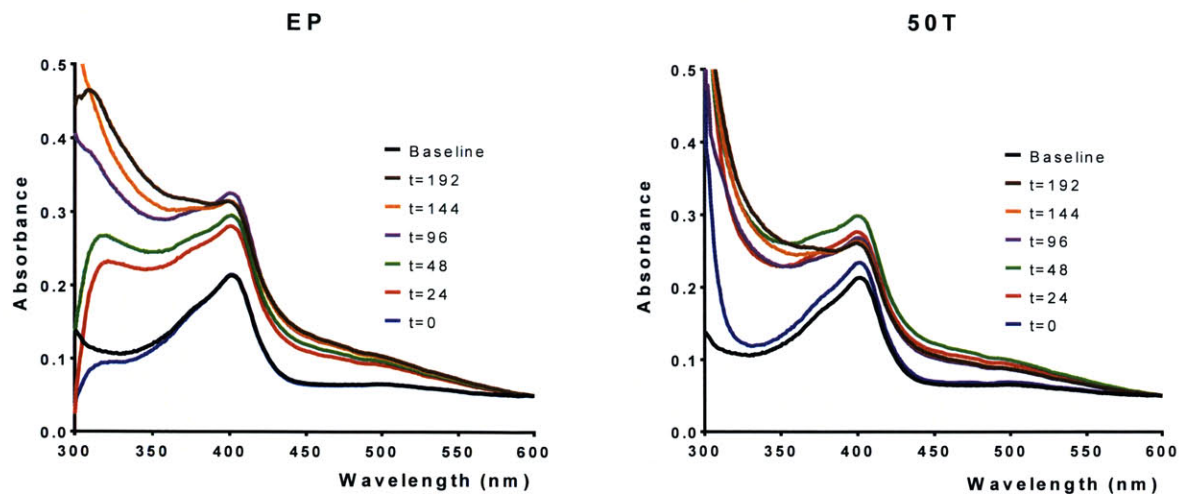 EP
0.5
0.4
0.3
0.2
0.1
0.0
Absorbance
300 350 400 450 500 550 600
Wavelength (nm)
Baseline
t=192
t=144
t=96
t=48
t=24
t=0
50T
0.5
0.4
0.3
0.2
0.1
0.0
Absorbance
300 350 400 450 500 550 600
Wavelength (nm)
Baseline
t=192
t=144
t=96
t=48
t=24
t=0